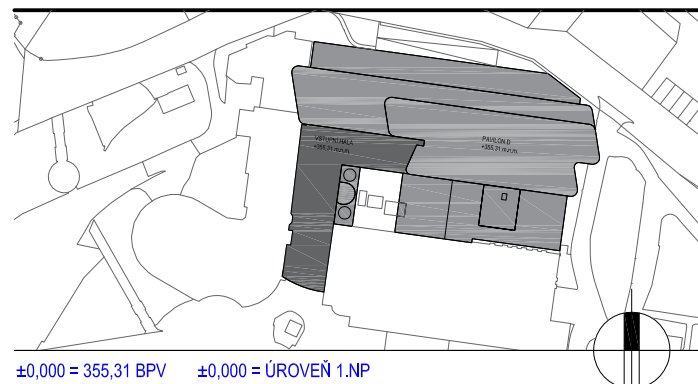 VSTUPNÍ HALA
+355,31 m.n.m.
PAVILON D
+355,31 m.n.m.
±0,000 = 355,31 BPV ±0,000 = ÚROVEŇ 1.NP